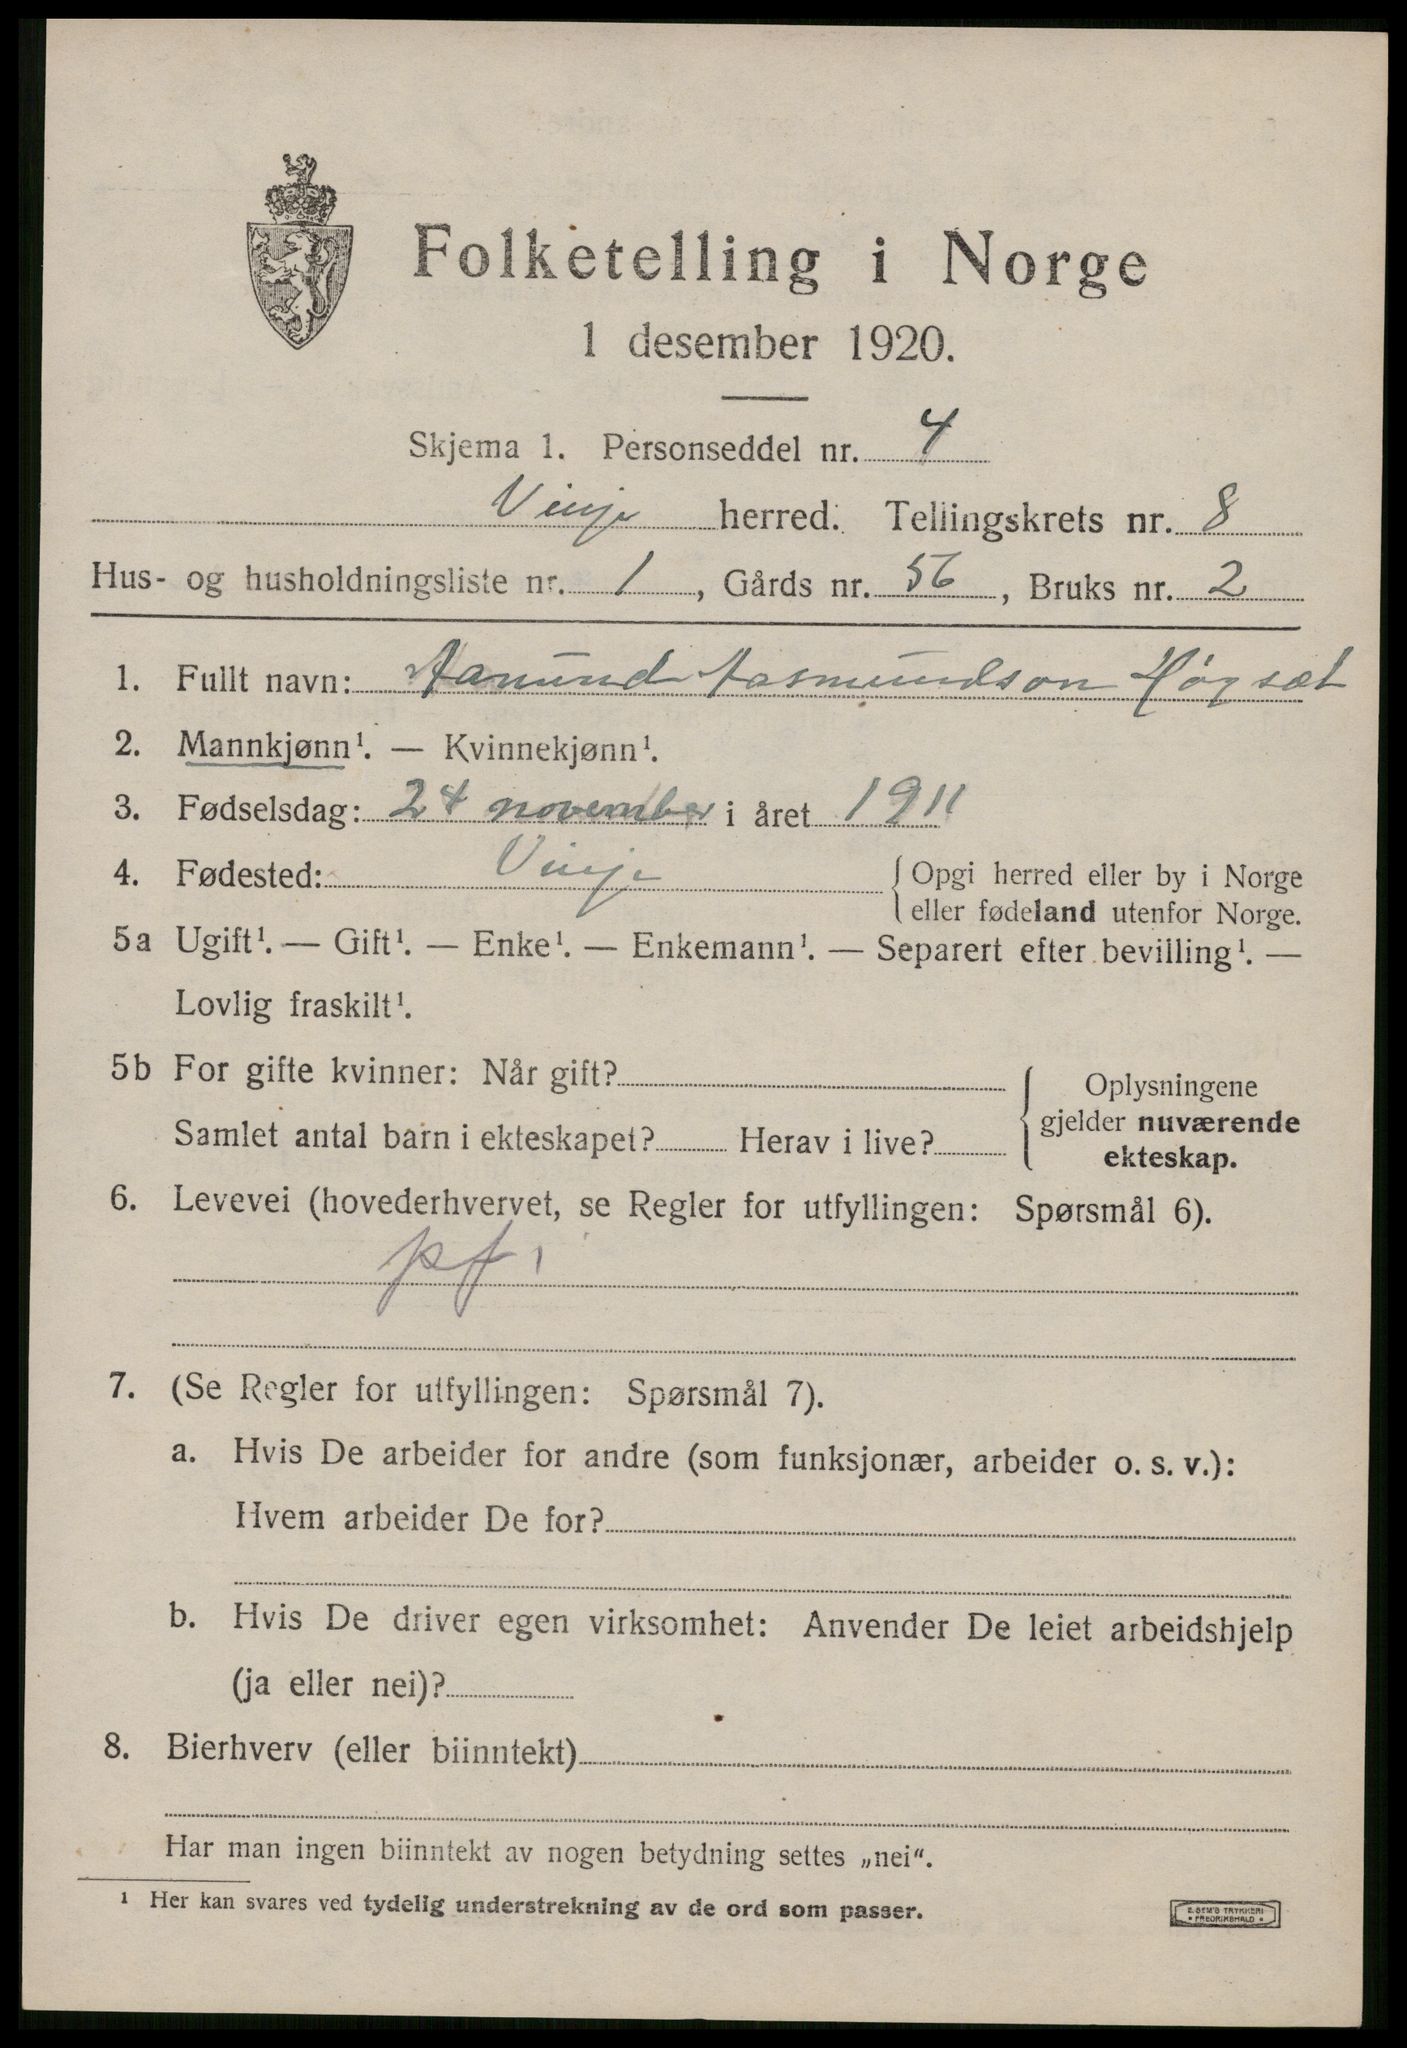 Folketelling i Norge
1 desember 1920.
Skjema 1. Personseddel nr. 4
Vinje herred. Tellingskrets nr. 8
Hus- og husholdningsliste nr. 1, Gårds nr. 56, Bruks nr. 2
1. Fullt navn: Aamund Aasmundson Høgsæt
2. Mannkjønn¹. — Kvinnekjønn¹.
3. Fødselsdag: 24 november i året 1911
4. Fødested: Vinje { Opgi herred eller by i Norge
eller fødeland utenfor Norge.
5a Ugift¹. — Gift¹. — Enke¹. — Enkemann¹. — Separert efter bevilling¹. —
Lovlig fraskilt¹.
5b For gifte kvinner: Når gift? { Oplysningene
gjelder nuværende
Samlet antal barn i ekteskapet? Herav i live? ekteskap.
6. Levevei (hovederhvervet, se Regler for utfyllingen: Spørsmål 6).
pf
7. (Se Regler for utfyllingen: Spørsmål 7).
a. Hvis De arbeider for andre (som funksjonær, arbeider o. s. v.):
Hvem arbeider De for?
b. Hvis De driver egen virksomhet: Anvender De leiet arbeidshjelp
(ja eller nei)?
8. Bierhverv (eller biinntekt)
Har man ingen biinntekt av nogen betydning settes „nei“.
¹ Her kan svares ved tydelig understrekning av de ord som passer.
E. SEM'S TRYKKERI
• FREDRIKSHALD •